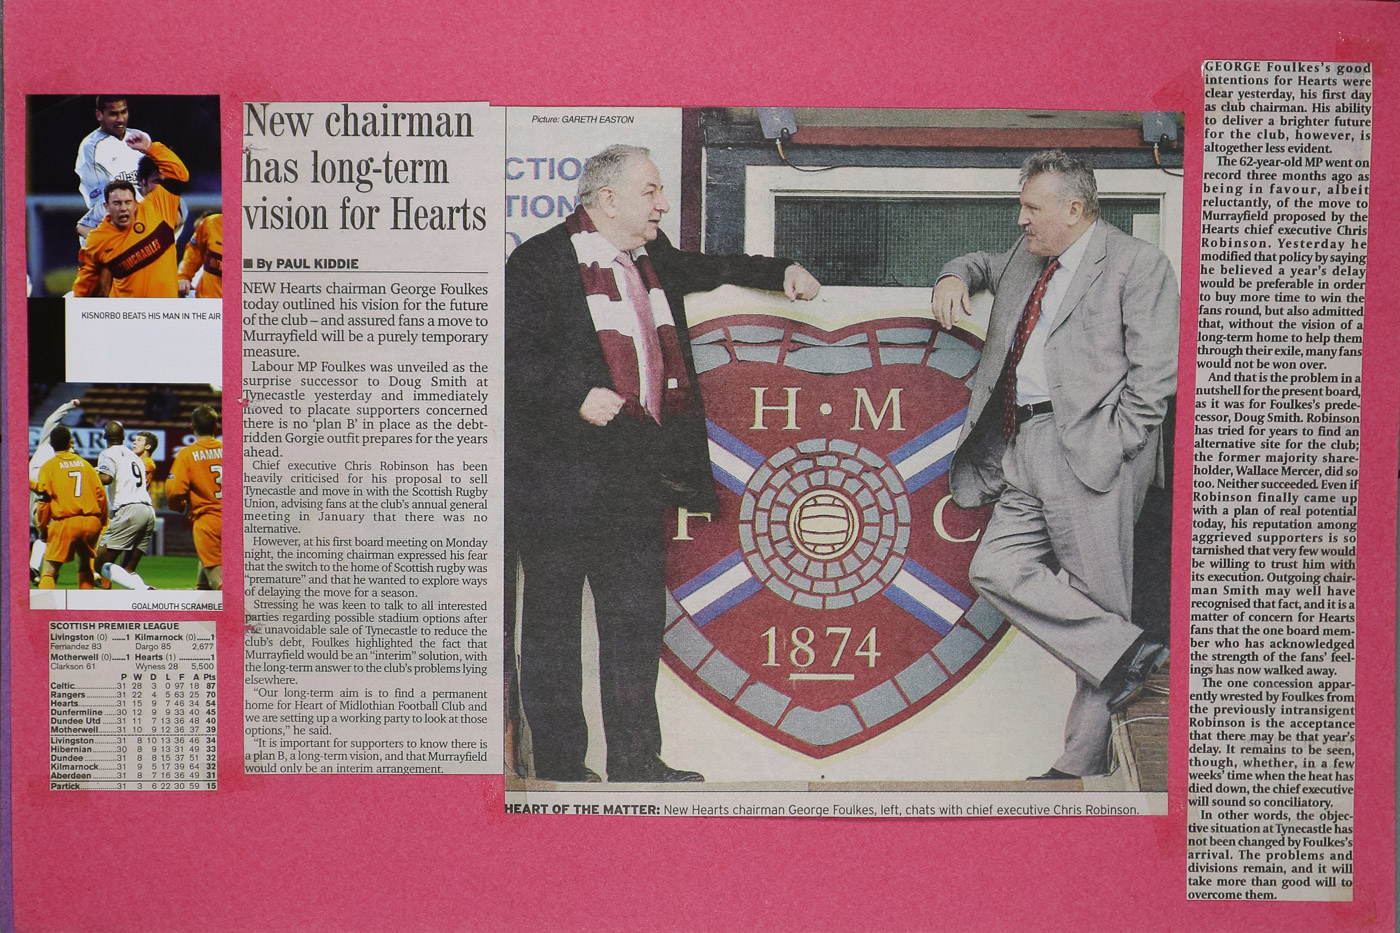 KISNORBO BEATS HIS MAN IN THE AIR
ADAMS
7
9
HAMM
3
GOALMOUTH SCRAMBLE
SCOTTISH PREMIER LEAGUE
Livingston (0) ......1 Kilmarnock (0)....1
Fernandez 83 Dargo 85 2,677
Motherwell (0).....1 Hearts (1) ..............1
Clarkson 61 Wyness 28 5,500
P W D L F A Pts
Celtic 31 28 3 0 97 18 87
Rangers 31 22 4 5 63 25 70
Hearts 31 15 9 7 46 34 54
Dunfermline 30 12 9 9 33 40 45
Dundee Utd 31 11 7 13 36 48 40
Motherwell 31 10 9 12 36 37 39
Livingston 31 8 10 13 36 46 34
Hibernian 30 8 9 13 31 49 33
Dundee 31 8 8 15 37 51 32
Kilmarnock 31 9 5 17 39 64 32
Aberdeen 31 8 7 16 36 49 31
Partick 31 3 6 22 30 59 15
New chairman
has long-term
vision for Hearts
■ By PAUL KIDDIE
NEW Hearts chairman George Foulkes
today outlined his vision for the future
of the club – and assured fans a move to
Murrayfield will be a purely temporary
measure.
Labour MP Foulkes was unveiled as the
surprise successor to Doug Smith at
Tynecastle yesterday and immediately
moved to placate supporters concerned
there is no 'plan B' in place as the debt-
ridden Gorgie outfit prepares for the years
ahead.
Chief executive Chris Robinson has been
heavily criticised for his proposal to sell
Tynecastle and move in with the Scottish Rugby
Union, advising fans at the club's annual general
meeting in January that there was no
alternative.
However, at his first board meeting on Monday
night, the incoming chairman expressed his fear
that the switch to the home of Scottish rugby was
"premature" and that he wanted to explore ways
of delaying the move for a season.
Stressing he was keen to talk to all interested
parties regarding possible stadium options after
the unavoidable sale of Tynecastle to reduce the
club's debt, Foulkes highlighted the fact that
Murrayfield would be an "interim" solution, with
the long-term answer to the club's problems lying
elsewhere.
"Our long-term aim is to find a permanent
home for Heart of Midlothian Football Club and
we are setting up a working party to look at those
options," he said.
"It is important for supporters to know there is
a plan B, a long-term vision, and that Murrayfield
would only be an interim arrangement.
Picture: GARETH EASTON
CTIO
TION
H · M
F C
1874
HEART OF THE MATTER: New Hearts chairman George Foulkes, left, chats with chief executive Chris Robinson.
GEORGE Foulkes's good
intentions for Hearts were
clear yesterday, his first day
as club chairman. His ability
to deliver a brighter future
for the club, however, is
altogether less evident.
The 62-year-old MP went on
record three months ago as
being in favour, albeit
reluctantly, of the move to
Murrayfield proposed by the
Hearts chief executive Chris
Robinson. Yesterday he
modified that policy by saying
he believed a year's delay
would be preferable in order
to buy more time to win the
fans round, but also admitted
that, without the vision of a
long-term home to help them
through their exile, many fans
would not be won over.
And that is the problem in a
nutshell for the present board,
as it was for Foulkes's prede-
cessor, Doug Smith. Robinson
has tried for years to find an
alternative site for the club;
the former majority share-
holder, Wallace Mercer, did so
too. Neither succeeded. Even if
Robinson finally came up
with a plan of real potential
today, his reputation among
aggrieved supporters is so
tarnished that very few would
be willing to trust him with
its execution. Outgoing chair-
man Smith may well have
recognised that fact, and it is a
matter of concern for Hearts
fans that the one board mem-
ber who has acknowledged
the strength of the fans' feel-
ings has now walked away.
The one concession appar-
ently wrested by Foulkes from
the previously intransigent
Robinson is the acceptance
that there may be that year's
delay. It remains to be seen,
though, whether, in a few
weeks' time when the heat has
died down, the chief executive
will sound so conciliatory.
In other words, the objec-
tive situation at Tynecastle has
not been changed by Foulkes's
arrival. The problems and
divisions remain, and it will
take more than good will to
overcome them.